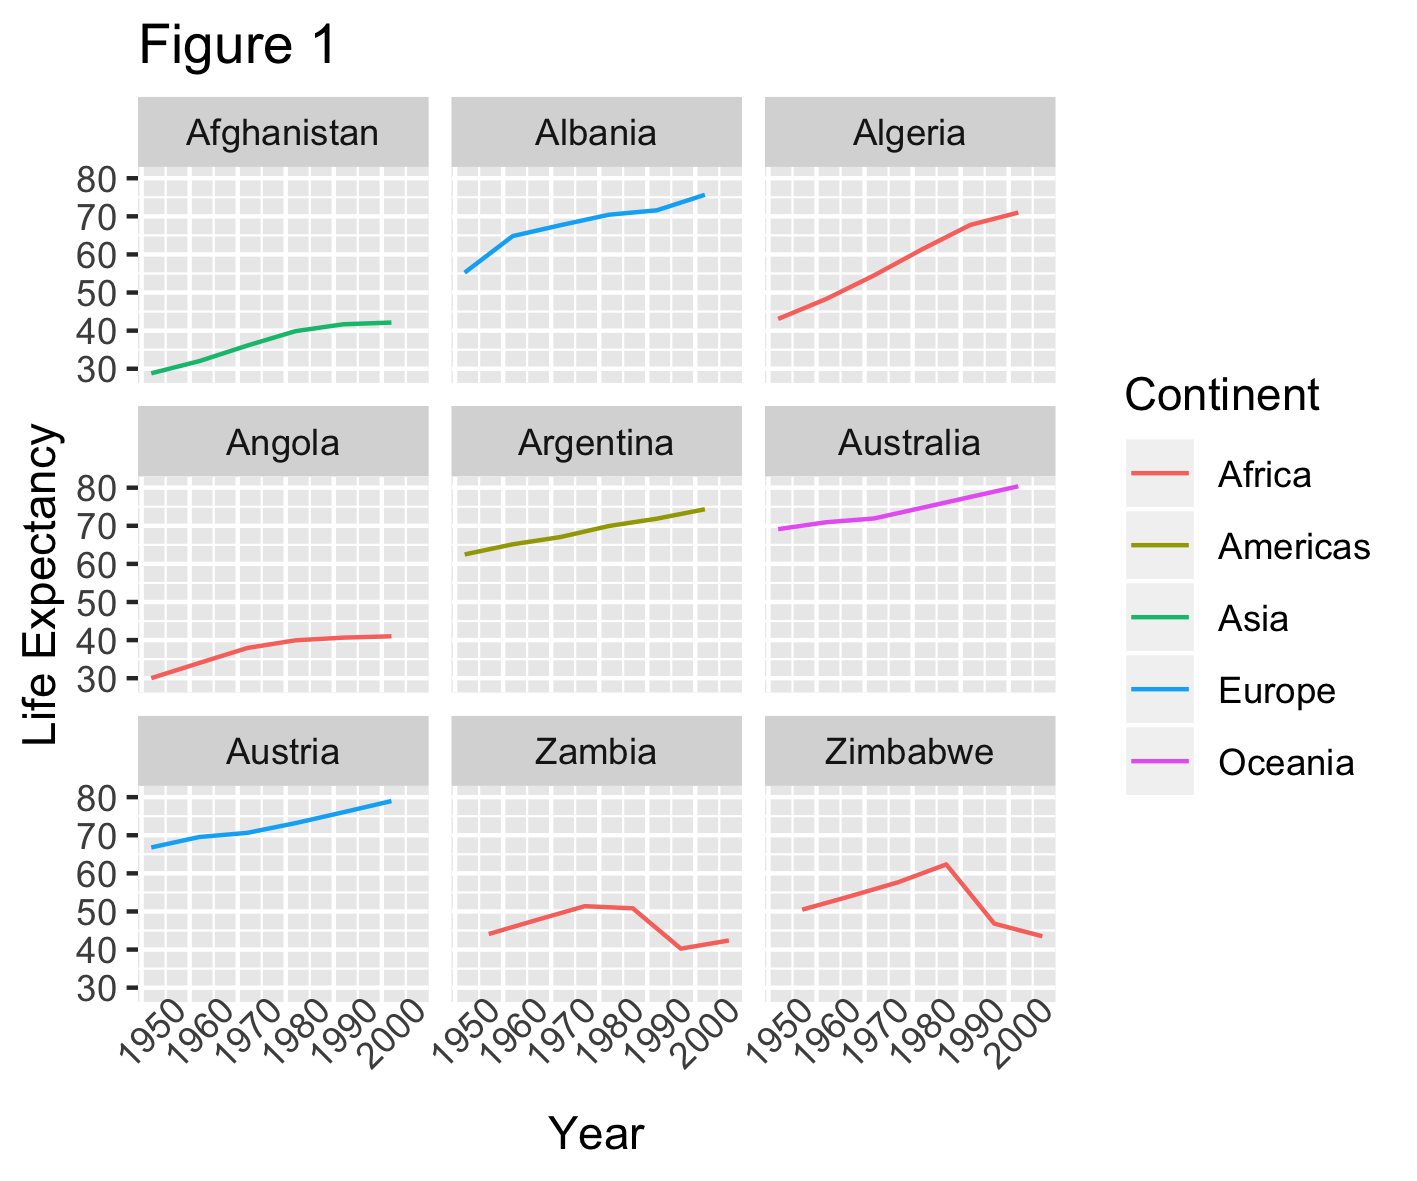 Figure 1
Afghanistan Albania Algeria
80
70
60
50
40
30
Angola Argentina Australia
80
70
60
50
40
30
Austria Zambia Zimbabwe
80
70
60
50
40
30
1950 1960 1970 1980 1990 2000 1950 1960 1970 1980 1990 2000 1950 1960 1970 1980 1990 2000
Life Expectancy
Year
Continent
Africa
Americas
Asia
Europe
Oceania